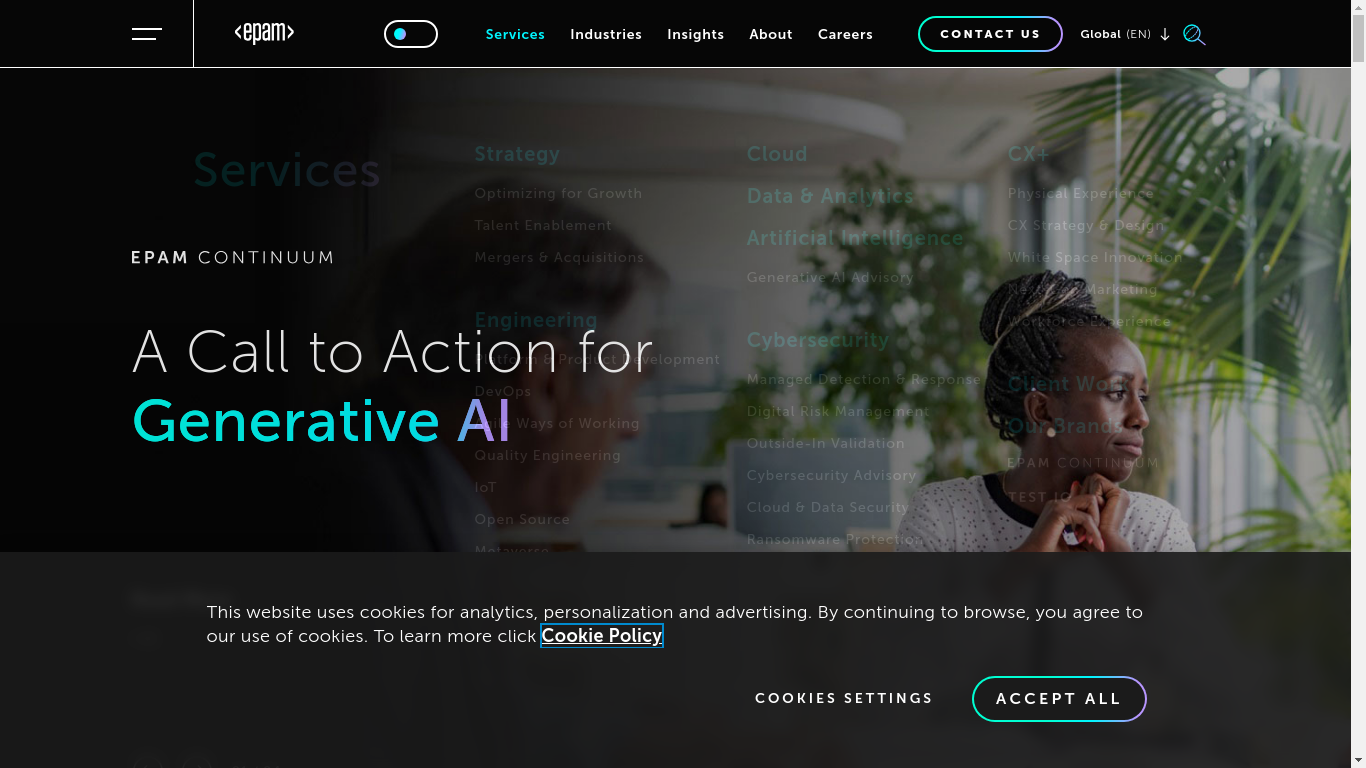 <epam>
Services
Industries
Insights
About
Careers
CONTACT US
Global (EN)
Services
Strategy
Optimizing for Growth
Talent Enablement
Mergers & Acquisitions
Engineering
Platform & Product Development
DevOps
Agile Ways of Working
Quality Engineering
IoT
Open Source
Metaverse
Cloud
Data & Analytics
Artificial Intelligence
Generative AI Advisory
Cybersecurity
Managed Detection & Response
Digital Risk Management
Outside-In Validation
Cybersecurity Advisory
Cloud & Data Security
Ransomware Protection
CX+
Physical Experience
CX Strategy & Design
White Space Innovation
Marketing
Workforce Experience
Client Work
Our Brands
EPAM CONTINUUM
TEST IO
EPAM CONTINUUM
A Call to Action for
Generative AI
This website uses cookies for analytics, personalization and advertising. By continuing to browse, you agree to
our use of cookies. To learn more click Cookie Policy
COOKIES SETTINGS
ACCEPT ALL